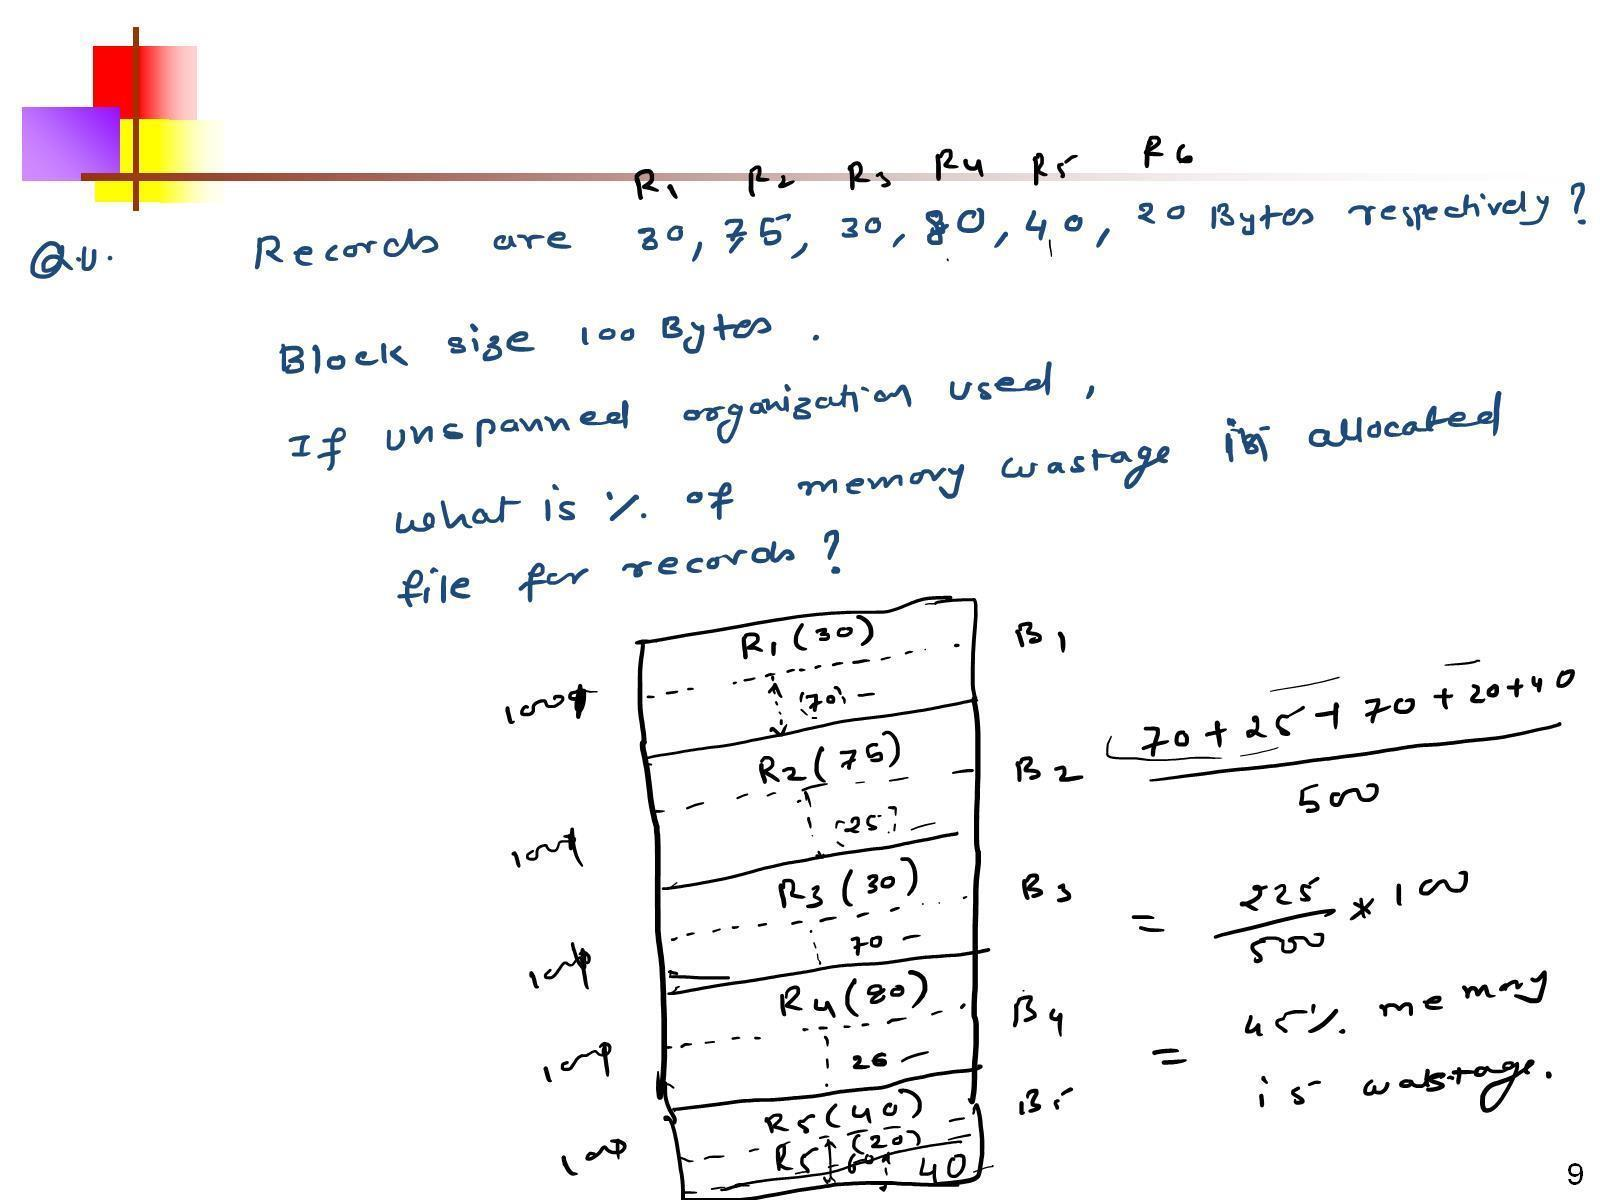 R1 R2 R3 R4 R5 R6
Q.U. Records are 30, 75, 30, 80, 40, 20 Bytes respectively?
Block size 100 Bytes.
If unspanned organization used,
what is %. of memory wastage in allocated
file for records?
R1 (30) B1
100
(70)
R2 (75) B2
100
(25)
70 + 25 + 70 + 20 + 40
500
R3 (30) B3
100
70
= 225 * 100
500
R4 (80) B4
100
20
= 45%. memory
is wastage.
R5 (40) B5
100
R5 (20)
60
40
9